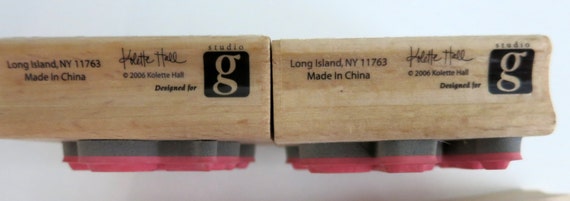 Long Island, NY 11763
Made in China
Kolette Hall
© 2006 Kolette Hall
Designed for
studio
g
Long Island, NY 11763
Made in China
Kolette Hall
© 2006 Kolette Hall
Designed for
studio
g